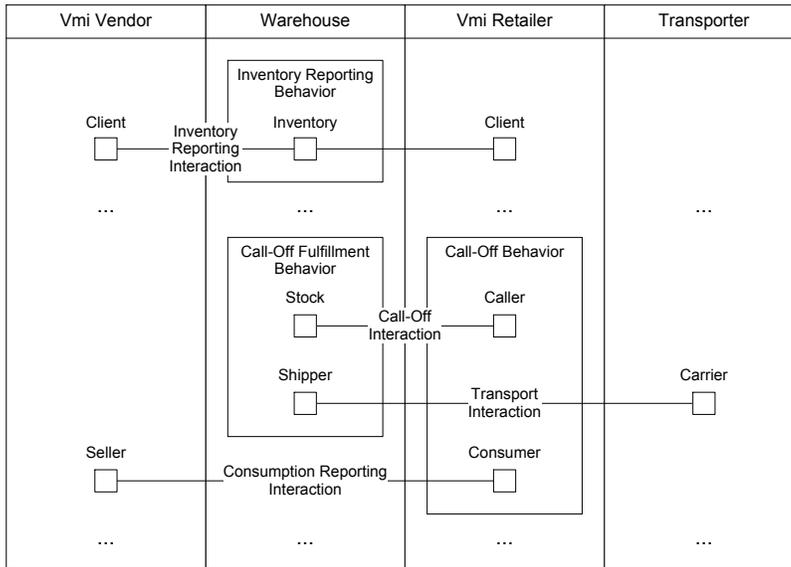 Vmi Vendor
Warehouse
Vmi Retailer
Transporter
Inventory Reporting
Behavior
Client
Inventory
Reporting
Interaction
Inventory
Client
...
...
...
...
Call-Off Fulfillment
Behavior
Call-Off Behavior
Stock
Call-Off
Interaction
Caller
Shipper
Transport
Interaction
Carrier
Seller
Consumption Reporting
Interaction
Consumer
...
...
...
...